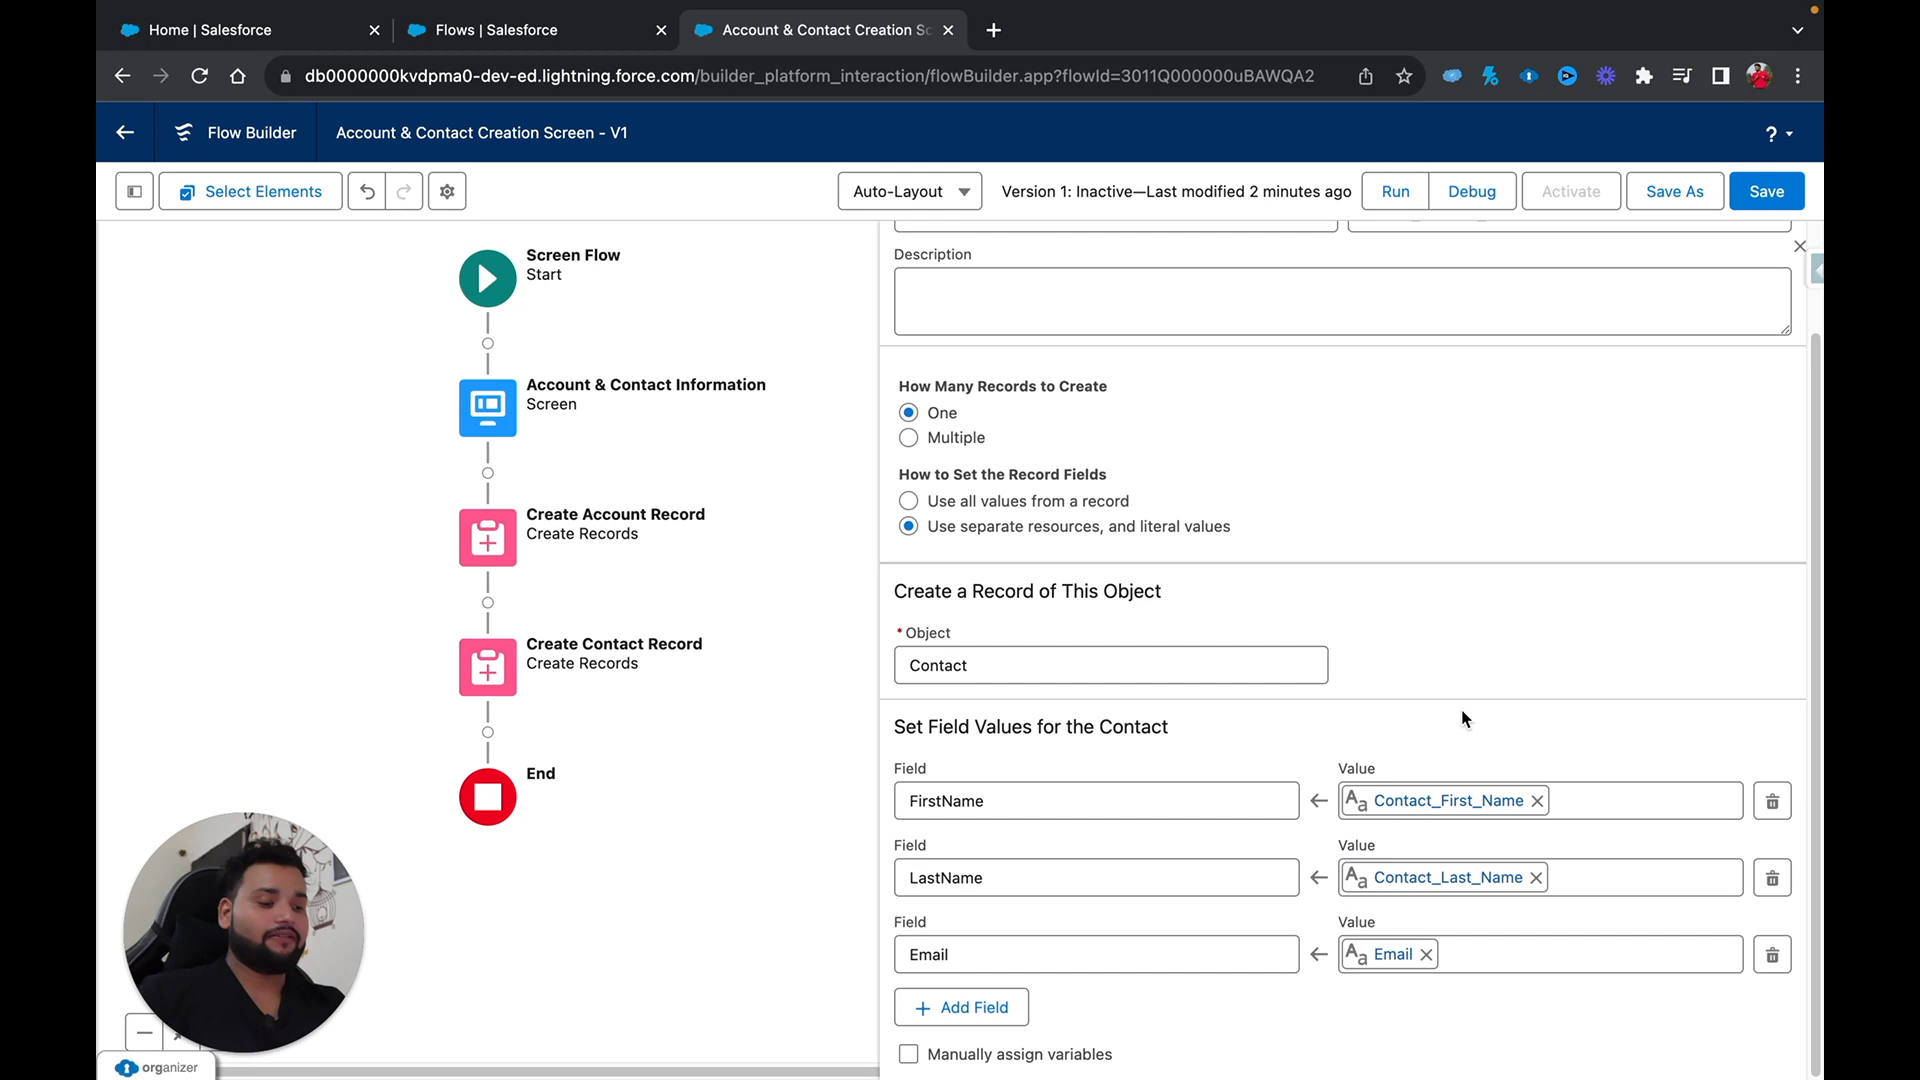 Home | Salesforce
Flows | Salesforce
Account & Contact Creation Sc
db0000000kvdpma0-dev-ed.lightning.force.com/builder_platform_interaction/flowBuilder.app?flowId=3011Q000000uBAWQA2
Flow Builder
Account & Contact Creation Screen - V1
?
Select Elements
Auto-Layout
Version 1: Inactive—Last modified 2 minutes ago
Run
Debug
Activate
Save As
Save
Screen Flow
Start
Account & Contact Information
Screen
Create Account Record
Create Records
Create Contact Record
Create Records
End
Description
How Many Records to Create
One
Multiple
How to Set the Record Fields
Use all values from a record
Use separate resources, and literal values
Create a Record of This Object
* Object
Contact
Set Field Values for the Contact
Field
Value
FirstName
Aa Contact_First_Name
Field
Value
LastName
Aa Contact_Last_Name
Field
Value
Email
Aa Email
+ Add Field
Manually assign variables
organizer